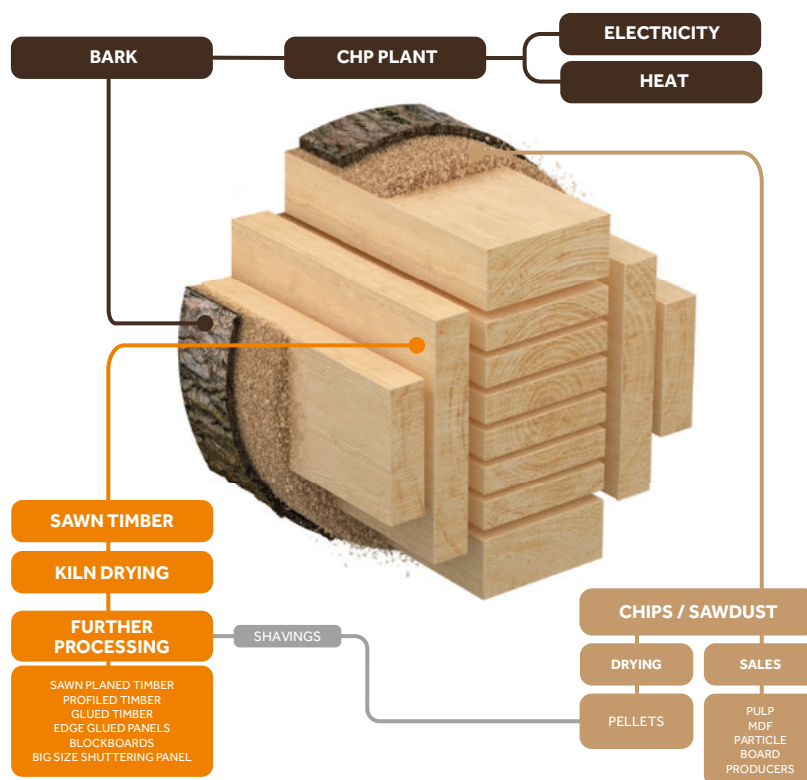 ELECTRICITY
BARK
CHP PLANT
HEAT
SAWN TIMBER
KILN DRYING
FURTHER
PROCESSING
SAWN PLANED TIMBER
PROFILED TIMBER
GLUED TIMBER
EDGE GLUED PANELS
BLOCKBOARDS
BIG SIZE SHUTTERING PANEL
SHAVINGS
CHIPS / SAWDUST
DRYING
SALES
PELLETS
PULP
MDF
PARTICLE
BOARD
PRODUCERS